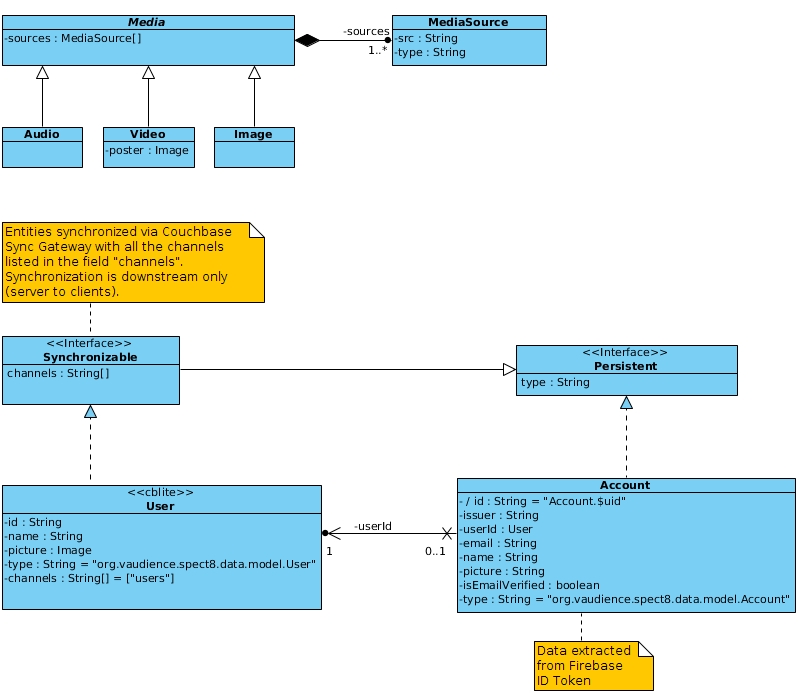 Media
-sources : MediaSource[]
-sources
1..*
MediaSource
-src : String
-type : String
Audio
Video
-poster : Image
Image
Entities synchronized via Couchbase
Sync Gateway with all the channels
listed in the field "channels".
Synchronization is downstream only
(server to clients).
<<Interface>>
Synchronizable
channels : String[]
<<Interface>>
Persistent
type : String
<<cblite>>
User
-id : String
-name : String
-picture : Image
-type : String = "org.vaudience.spect8.data.model.User"
-channels : String[] = ["users"]
-userId
1
0..1
Account
- / id : String = "Account.$uid"
-issuer : String
-userId : User
-email : String
-name : String
-picture : String
-isEmailVerified : boolean
-type : String = "org.vaudience.spect8.data.model.Account"
Data extracted
from Firebase
ID Token